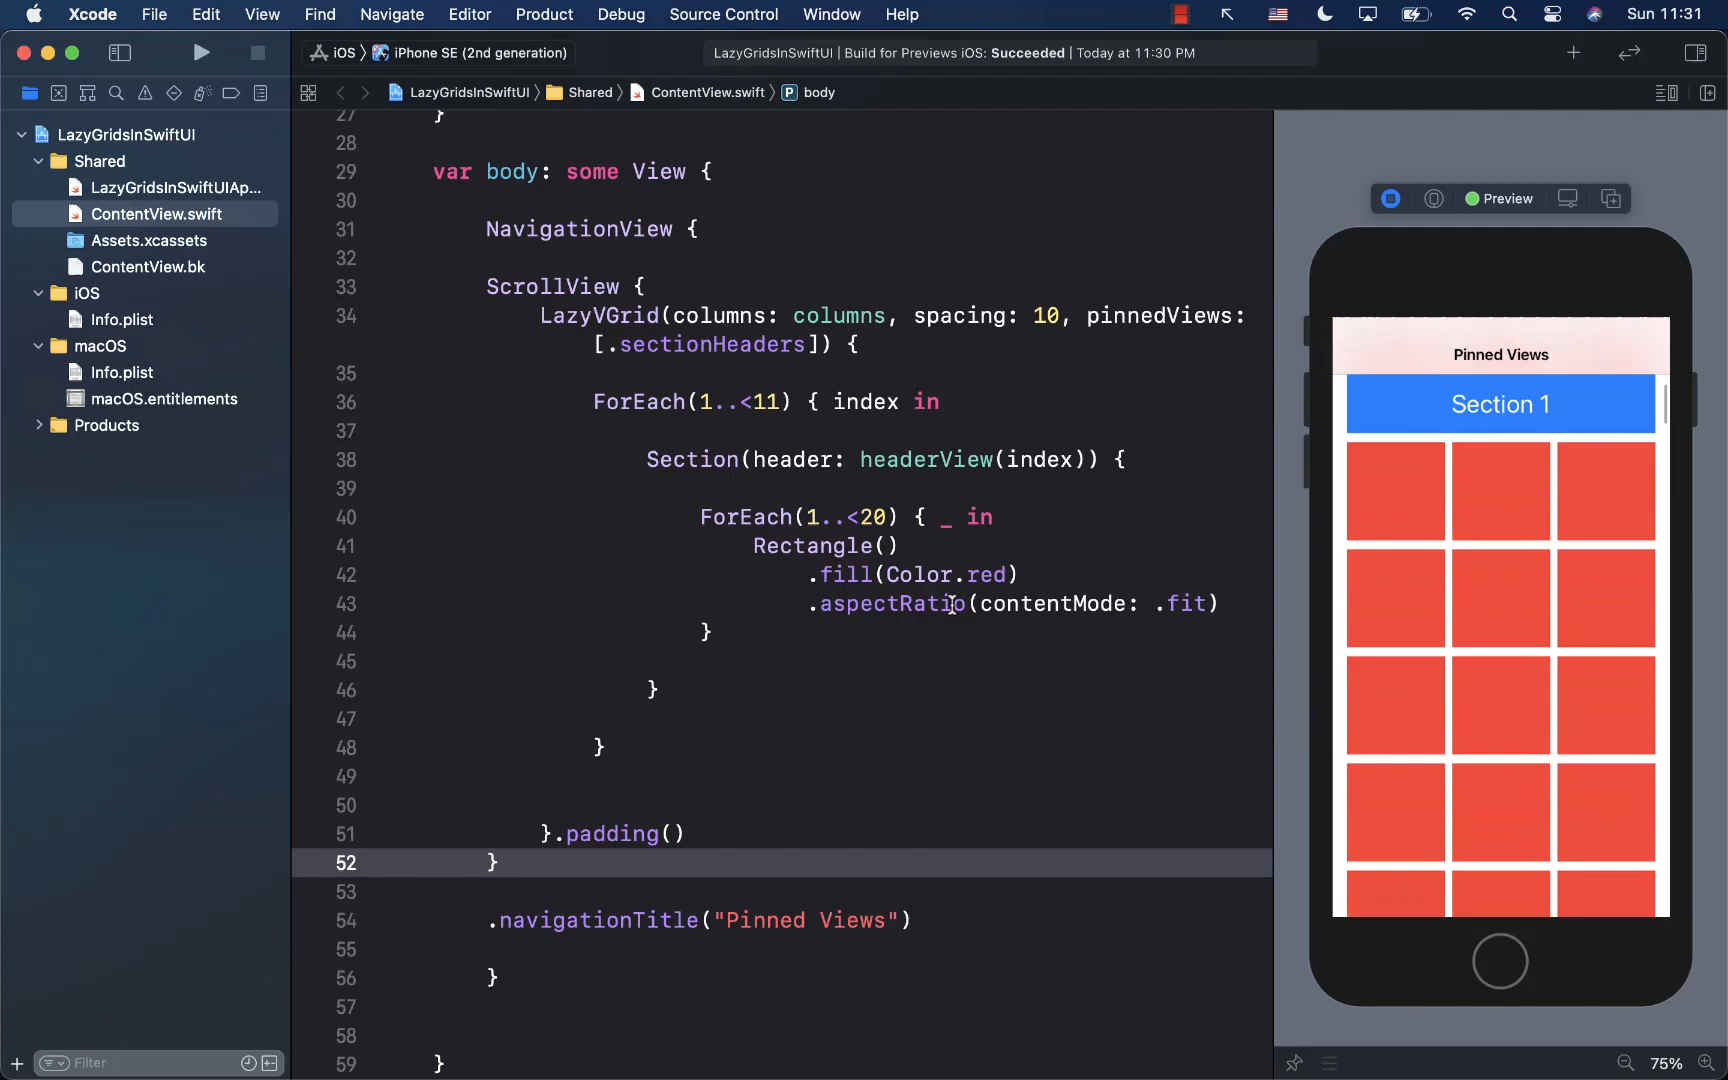 Xcode File Edit View Find Navigate Editor Product Debug Source Control Window Help Sun 11:31
iOS iPhone SE (2nd generation) LazyGridsInSwiftUI | Build for Previews iOS: Succeeded | Today at 11:30 PM
LazyGridsInSwiftUI Shared ContentView.swift P body
LazyGridsInSwiftUI
Shared
LazyGridsInSwiftUIAp...
ContentView.swift
Assets.xcassets
ContentView.bk
iOS
Info.plist
macOS
Info.plist
macOS.entitlements
Products
Filter
27 }
28
29 var body: some View {
30
31 NavigationView {
32
33 ScrollView {
34 LazyVGrid(columns: columns, spacing: 10, pinnedViews:
[.sectionHeaders]) {
35
36 ForEach(1..<11) { index in
37
38 Section(header: headerView(index)) {
39
40 ForEach(1..<20) { _ in
41 Rectangle()
42 .fill(Color.red)
43 .aspectRatio(contentMode: .fit)
44 }
45
46 }
47
48 }
49
50
51 }.padding()
52 }
53
54 .navigationTitle("Pinned Views")
55
56 }
57
58
59 }
Preview
Pinned Views
Section 1
75%